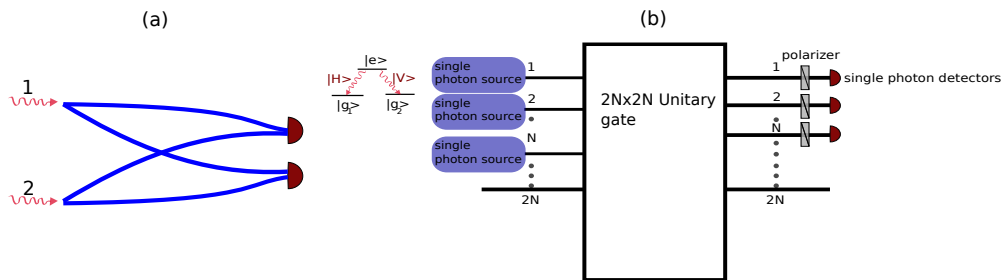 (a)
1
2
|e>
|H>
|V>
|g1>
|g2>
(b)
single
photon source
1
single
photon source
2
single
photon source
N
2N
2Nx2N Unitary
gate
polarizer
1
single photon detectors
2
N
2N